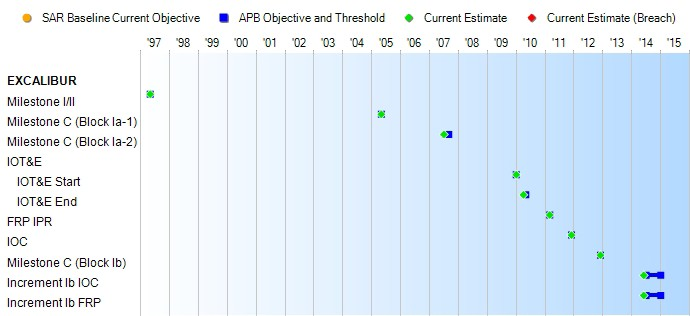 SAR Baseline Current Objective APB Objective and Threshold Current Estimate Current Estimate (Breach)
'97 '98 '99 '00 '01 '02 '03 '04 '05 '06 '07 '08 '09 '10 '11 '12 '13 '14 '15
EXCALIBUR
Milestone I/II
Milestone C (Block Ia-1)
Milestone C (Block Ia-2)
IOT&E
IOT&E Start
IOT&E End
FRP IPR
IOC
Milestone C (Block Ib)
Increment Ib IOC
Increment Ib FRP